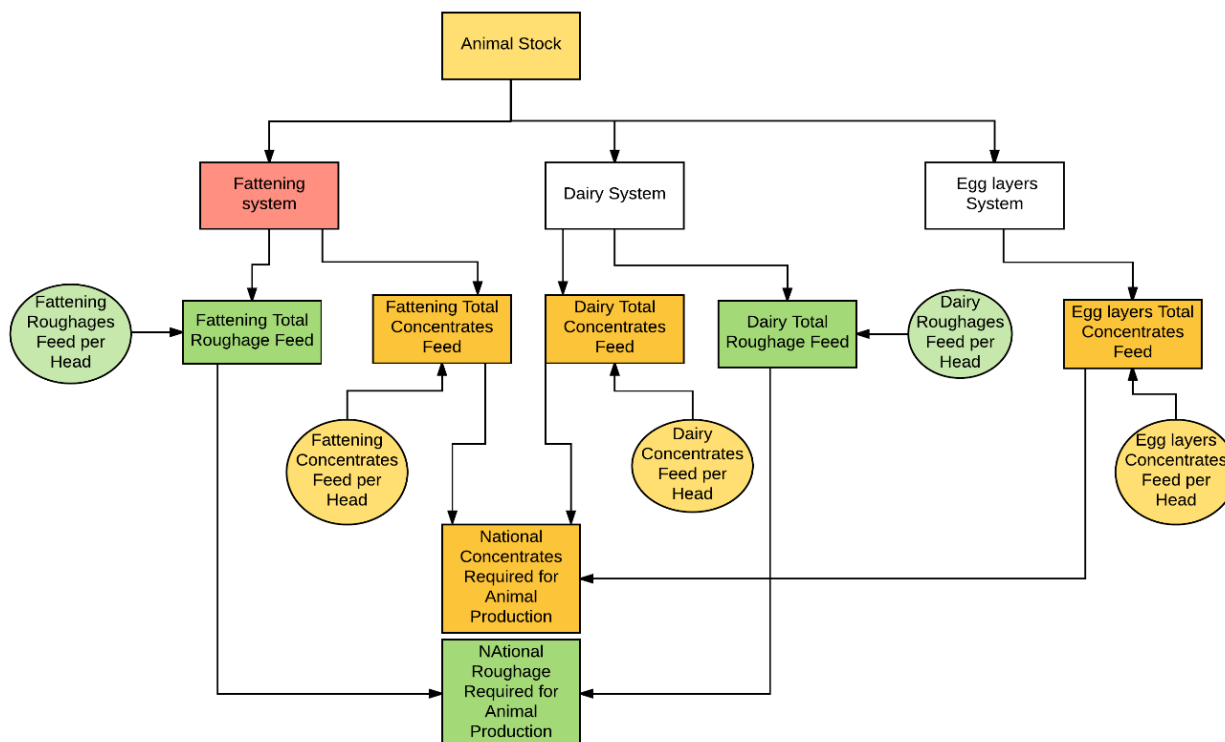 Animal Stock
Fattening
system
Dairy System
Egg layers
System
Fattening
Roughages
Feed per
Head
Fattening Total
Roughage Feed
Fattening Total
Concentrates
Feed
Dairy Total
Concentrates
Feed
Dairy Total
Roughage Feed
Dairy
Roughages
Feed per
Head
Egg layers Total
Concentrates
Feed
Fattening
Concentrates
Feed per
Head
Dairy
Concentrates
Feed per
Head
Egg layers
Concentrates
Feed per
Head
National
Concentrates
Required for
Animal
Production
NAtional
Roughage
Required for
Animal
Production